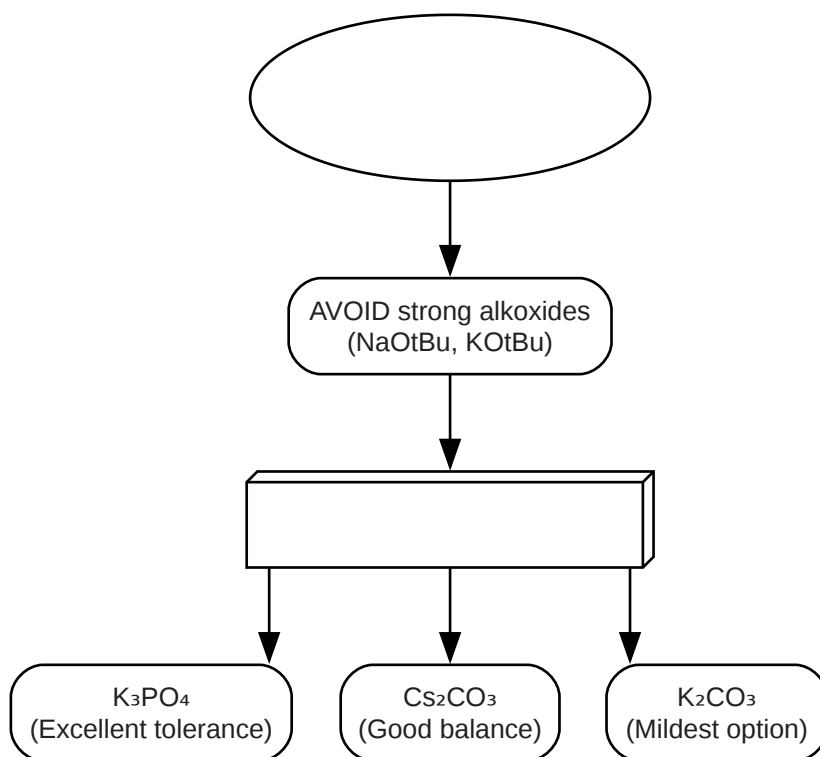 AVOID strong alkoxides
(NaOtBu, KOtBu)
K₃PO₄
(Excellent tolerance)
Cs₂CO₃
(Good balance)
K₂CO₃
(Mildest option)